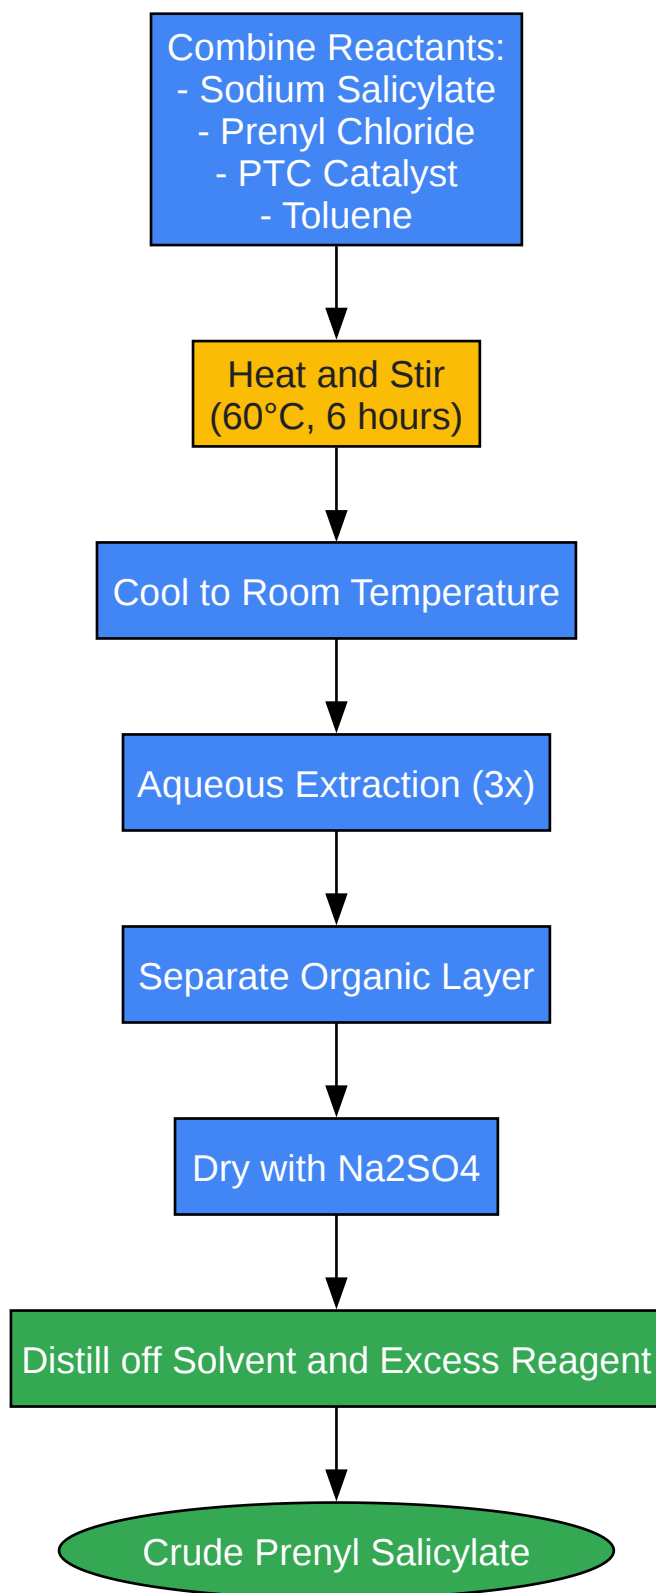 Combine Reactants:
- Sodium Salicylate
- Prenyl Chloride
- PTC Catalyst
- Toluene
Heat and Stir
(60°C, 6 hours)
Cool to Room Temperature
Aqueous Extraction (3x)
Separate Organic Layer
Dry with Na2SO4
Distill off Solvent and Excess Reagent
Crude Prenyl Salicylate